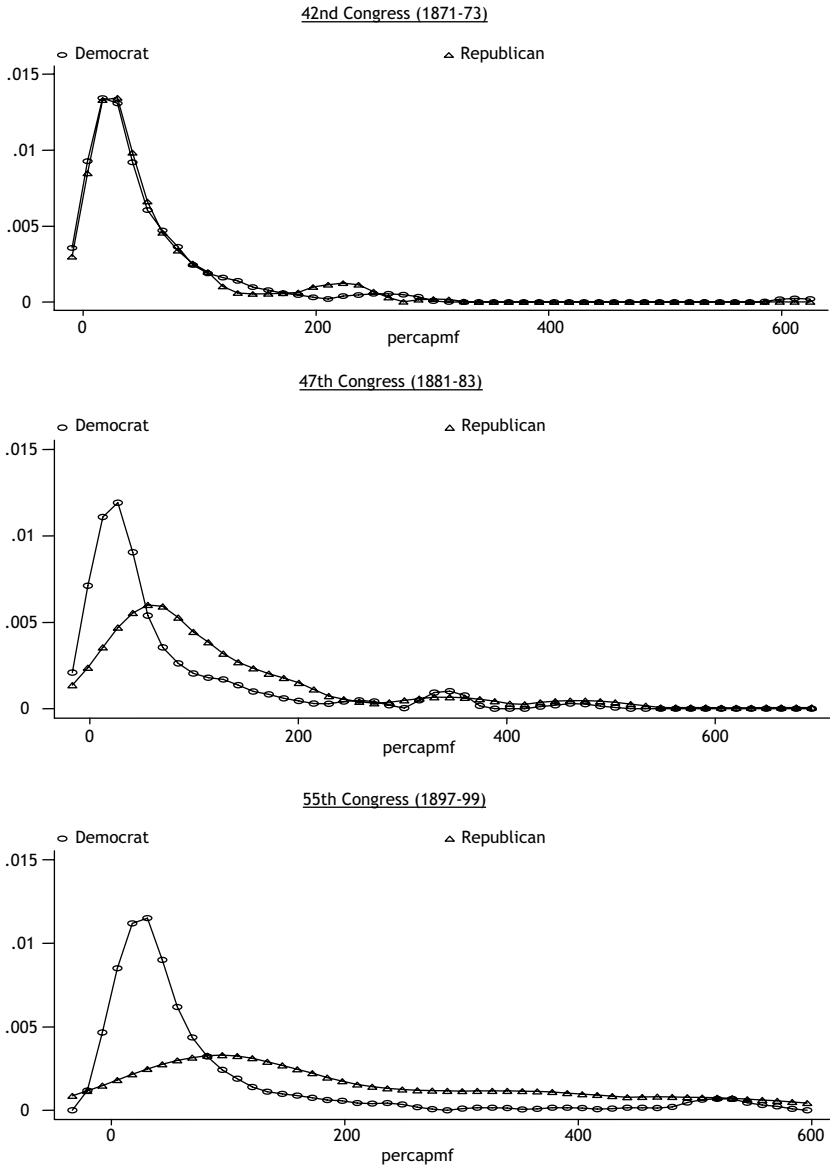 42nd Congress (1871-73)
Democrat Republican
.015
.01
.005
0
0 200 400 600
percapmf
47th Congress (1881-83)
Democrat Republican
.015
.01
.005
0
0 200 400 600
percapmf
55th Congress (1897-99)
Democrat Republican
.015
.01
.005
0
0 200 400 600
percapmf